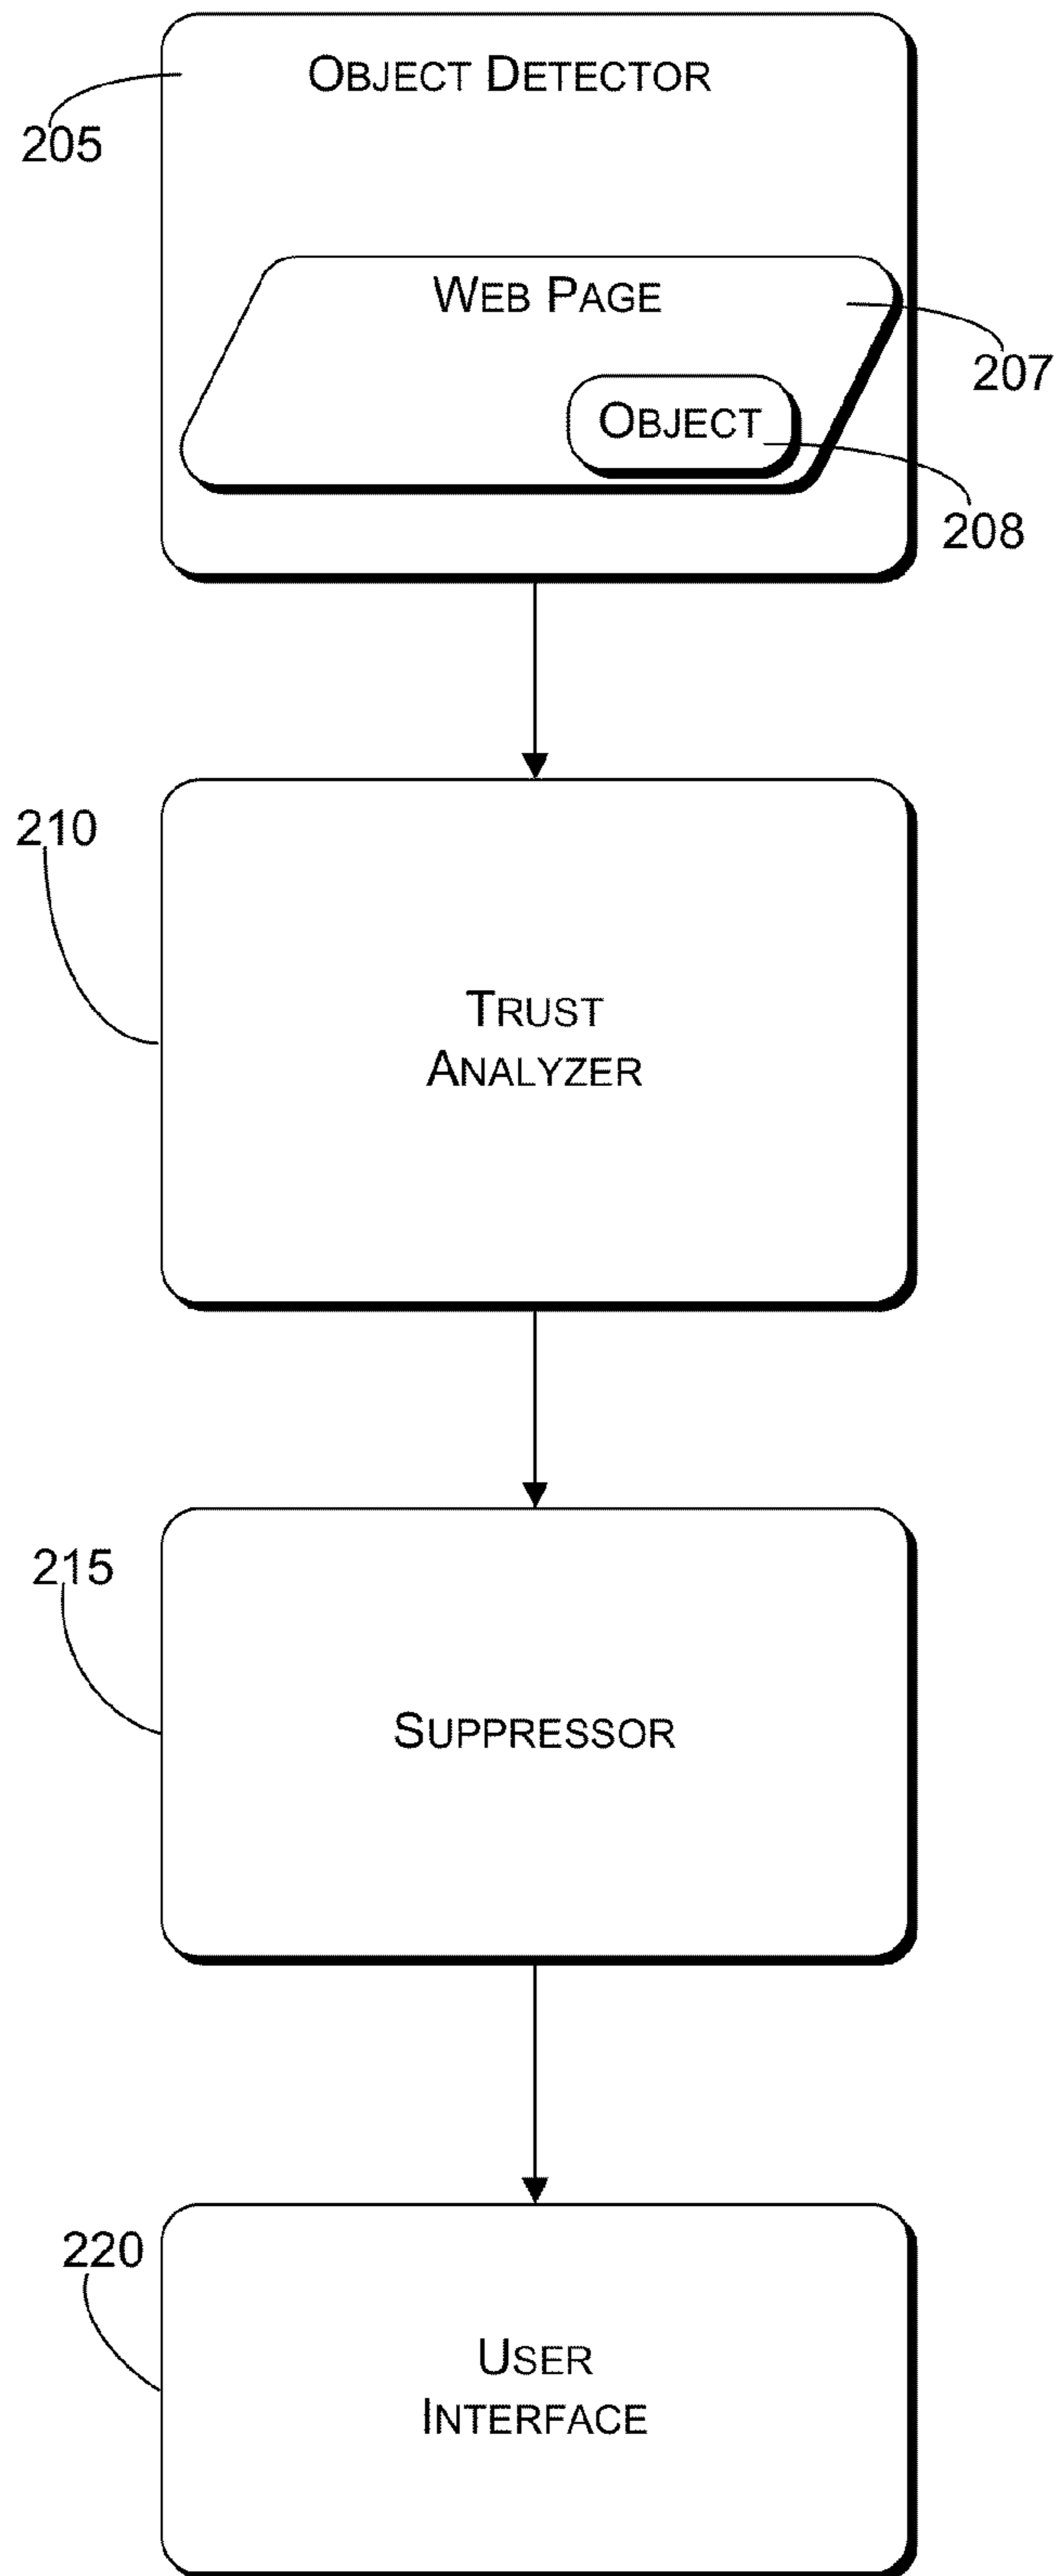 OBJECT DETECTOR
205
WEB PAGE
207
OBJECT
208
210
TRUST
ANALYZER
215
SUPPRESSOR
220
USER
INTERFACE